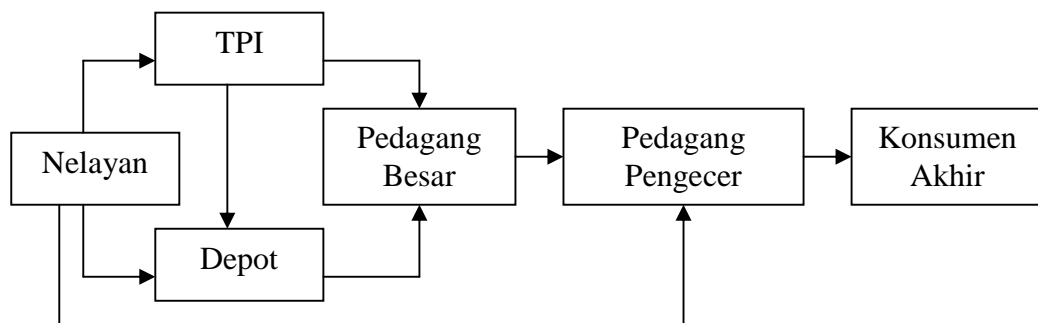 TPI
Nelayan
Depot
Pedagang
Besar
Pedagang
Pengecer
Konsumen
Akhir